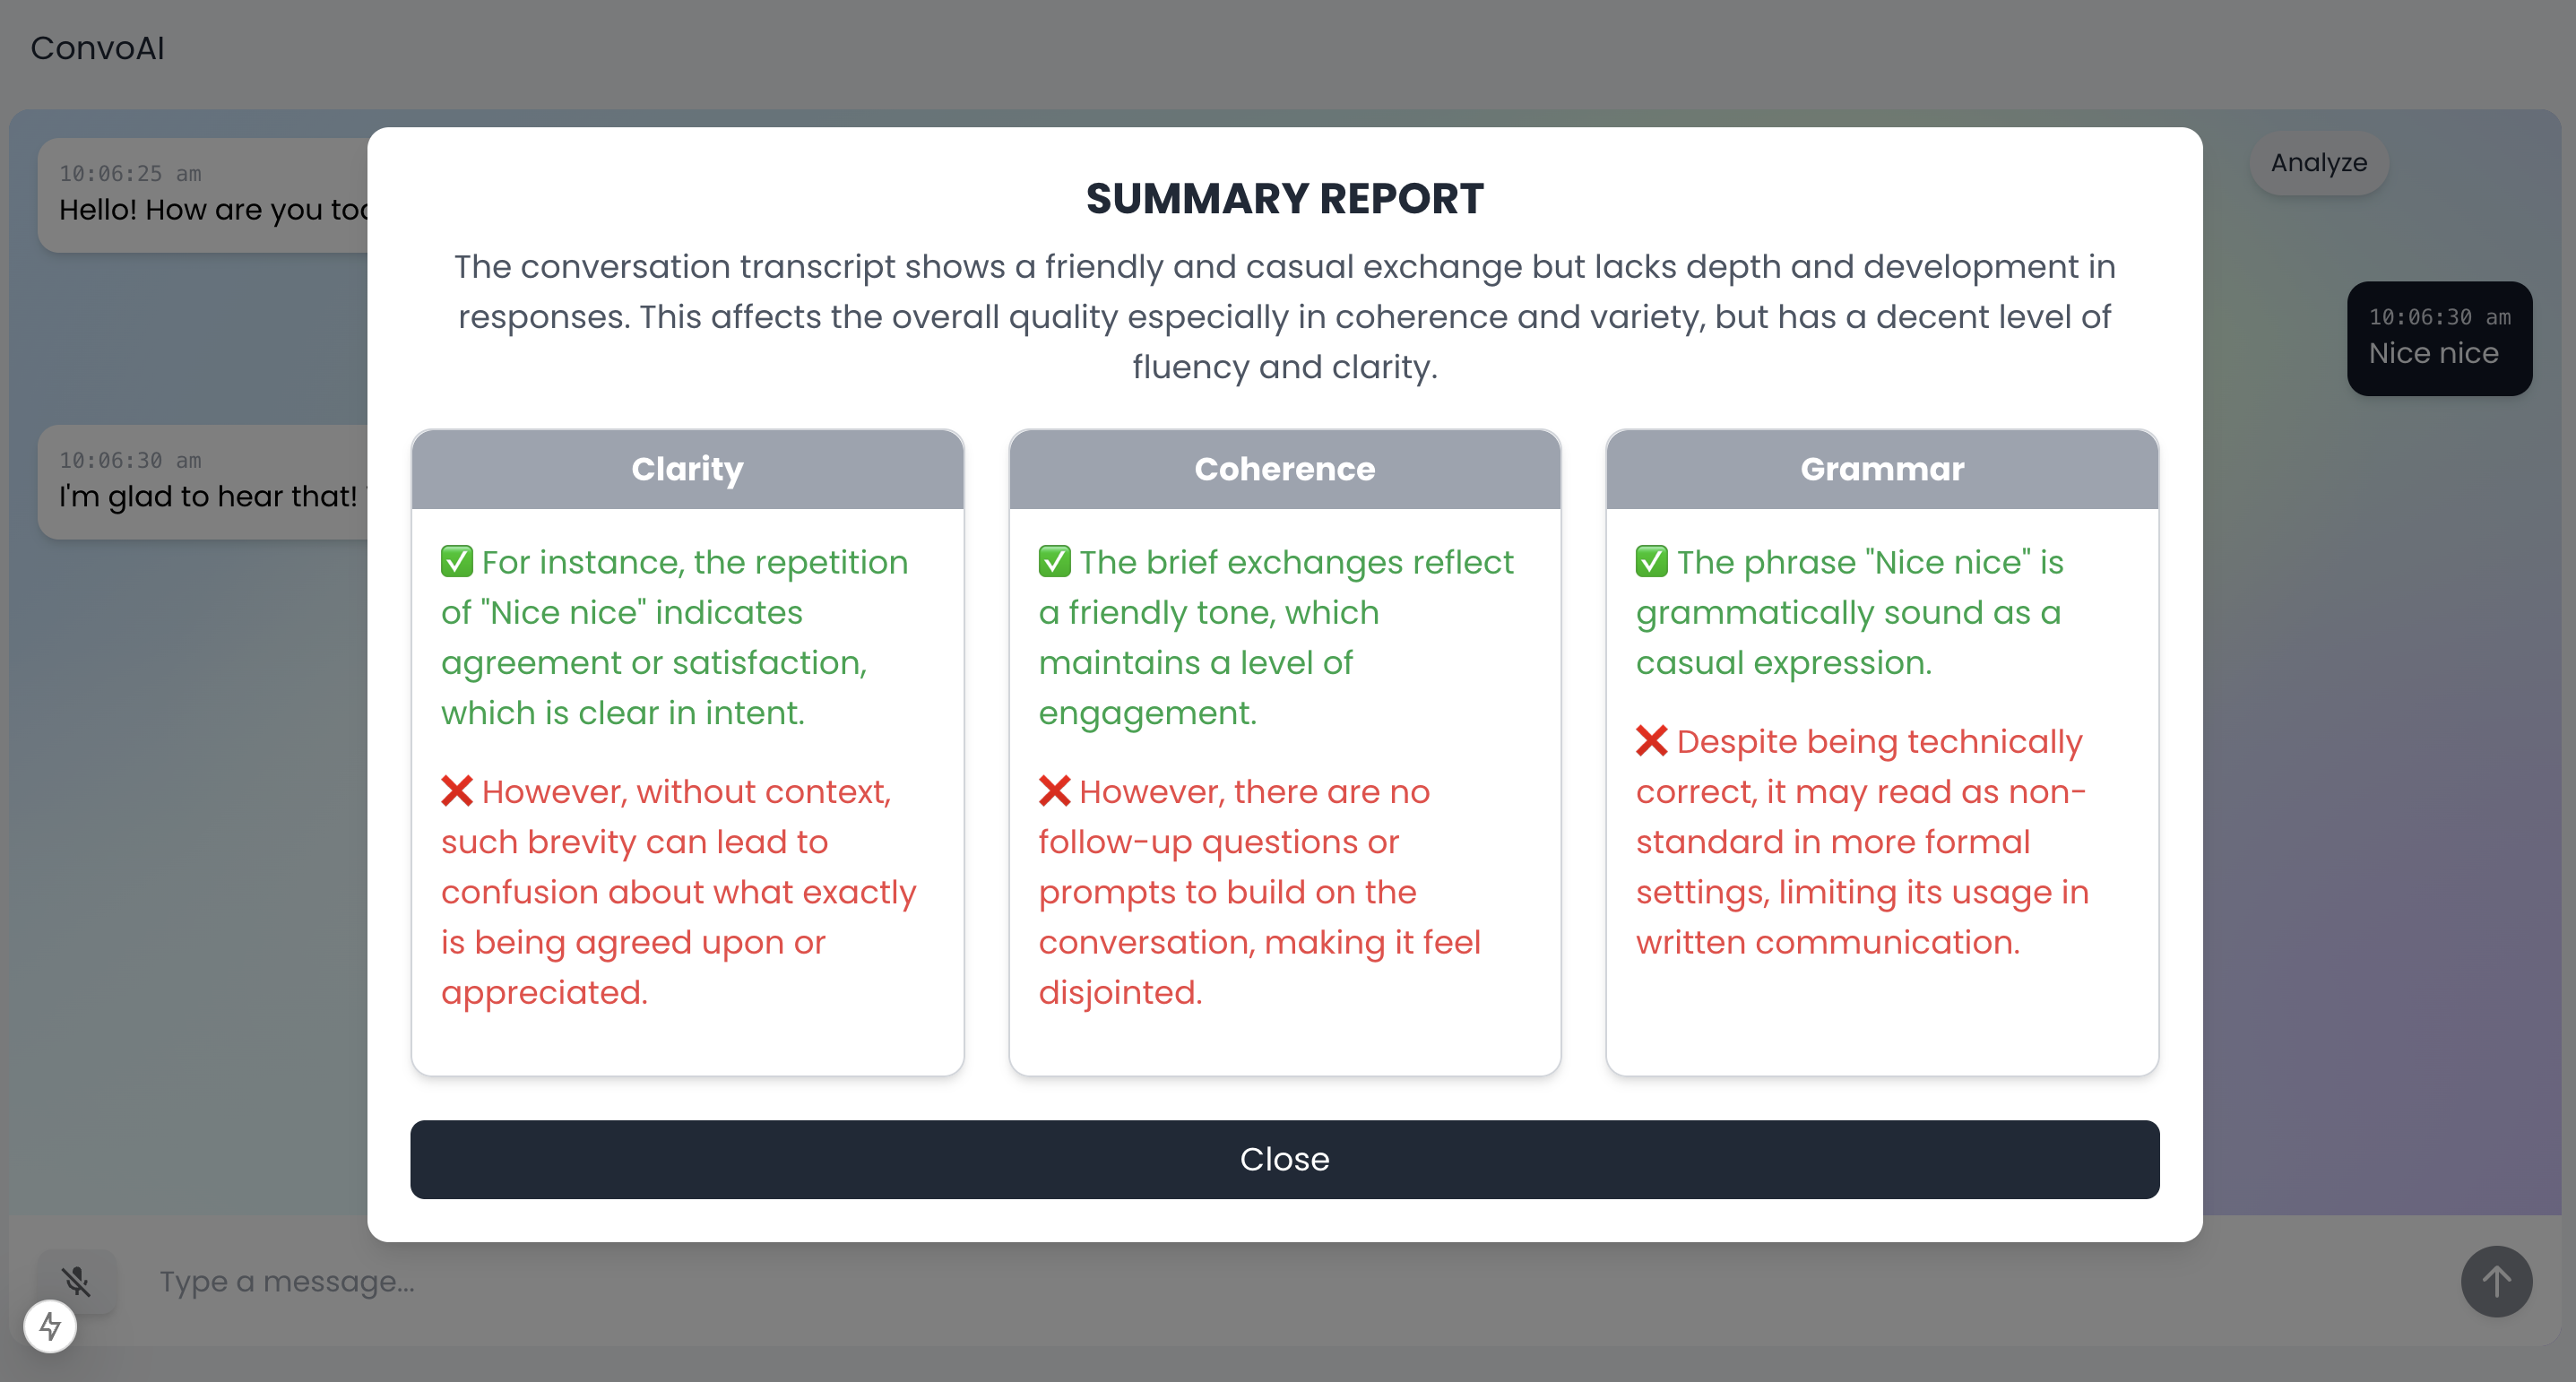 ConvoAI
10:06:25 am
Hello! How are you
Analyze
10:06:30 am
Nice nice
10:06:30 am
I'm glad to hear that!
SUMMARY REPORT
The conversation transcript shows a friendly and casual exchange but lacks depth and development in
responses. This affects the overall quality especially in coherence and variety, but has a decent level of
fluency and clarity.
Clarity
✅ For instance, the repetition
of "Nice nice" indicates
agreement or satisfaction,
which is clear in intent.
❌ However, without context,
such brevity can lead to
confusion about what exactly
is being agreed upon or
appreciated.
Coherence
✅ The brief exchanges reflect
a friendly tone, which
maintains a level of
engagement.
❌ However, there are no
follow-up questions or
prompts to build on the
conversation, making it feel
disjointed.
Grammar
✅ The phrase "Nice nice" is
grammatically sound as a
casual expression.
❌ Despite being technically
correct, it may read as non-
standard in more formal
settings, limiting its usage in
written communication.
Close
Type a message...